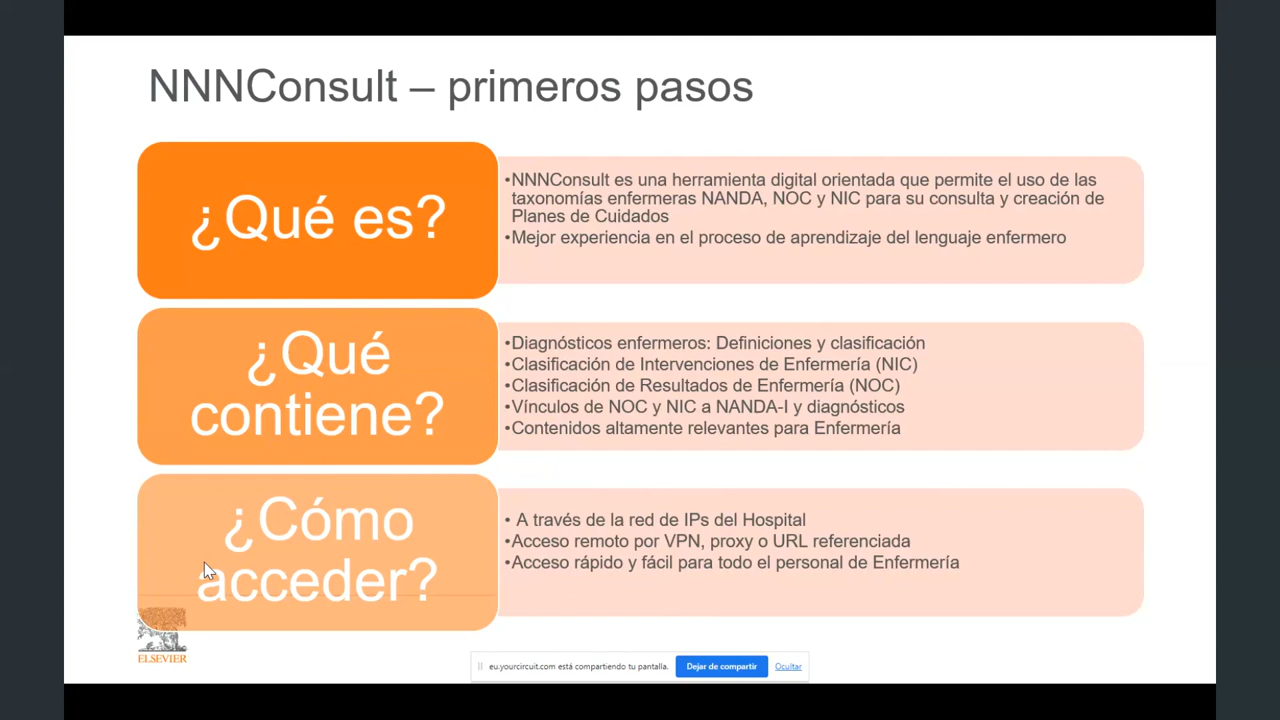 NNNConsult – primeros pasos
¿Qué es?
•NNNConsult es una herramienta digital orientada que permite el uso de las
taxonomías enfermeras NANDA, NOC y NIC para su consulta y creación de
Planes de Cuidados
•Mejor experiencia en el proceso de aprendizaje del lenguaje enfermero
¿Qué
contiene?
•Diagnósticos enfermeros: Definiciones y clasificación
•Clasificación de Intervenciones de Enfermería (NIC)
•Clasificación de Resultados de Enfermería (NOC)
•Vínculos de NOC y NIC a NANDA-I y diagnósticos
•Contenidos altamente relevantes para Enfermería
¿Cómo
acceder?
• A través de la red de IPs del Hospital
•Acceso remoto por VPN, proxy o URL referenciada
•Acceso rápido y fácil para todo el personal de Enfermería
ELSEVIER
eu.yourcircuit.com está compartiendo tu pantalla.
Dejar de compartir
Ocultar